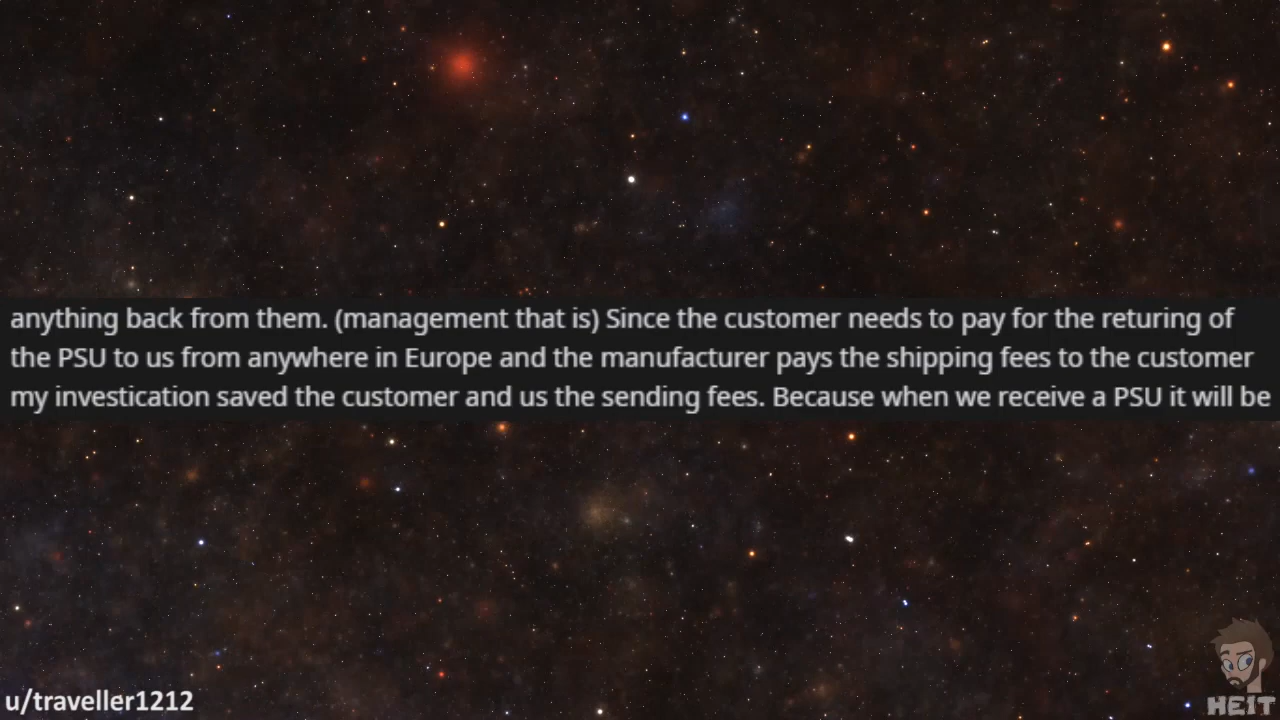 anything back from them. (management that is) Since the customer needs to pay for the returing of
the PSU to us from anywhere in Europe and the manufacturer pays the shipping fees to the customer
my investication saved the customer and us the sending fees. Because when we receive a PSU it will be
u/traveller1212
HEIT